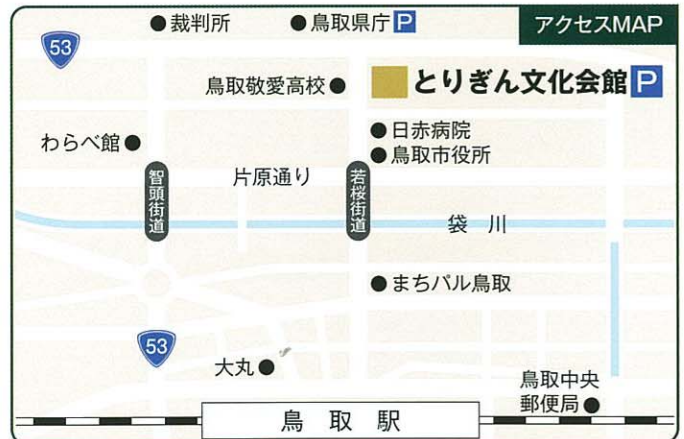 裁判所
鳥取県庁 P
アクセスMAP
53
鳥取敬愛高校
とりぎん文化会館 P
わらべ館
日赤病院
鳥取市役所
智頭街道
片原通り
若桜街道
袋川
まちパル鳥取
53
大丸
鳥取中央
郵便局
鳥取駅